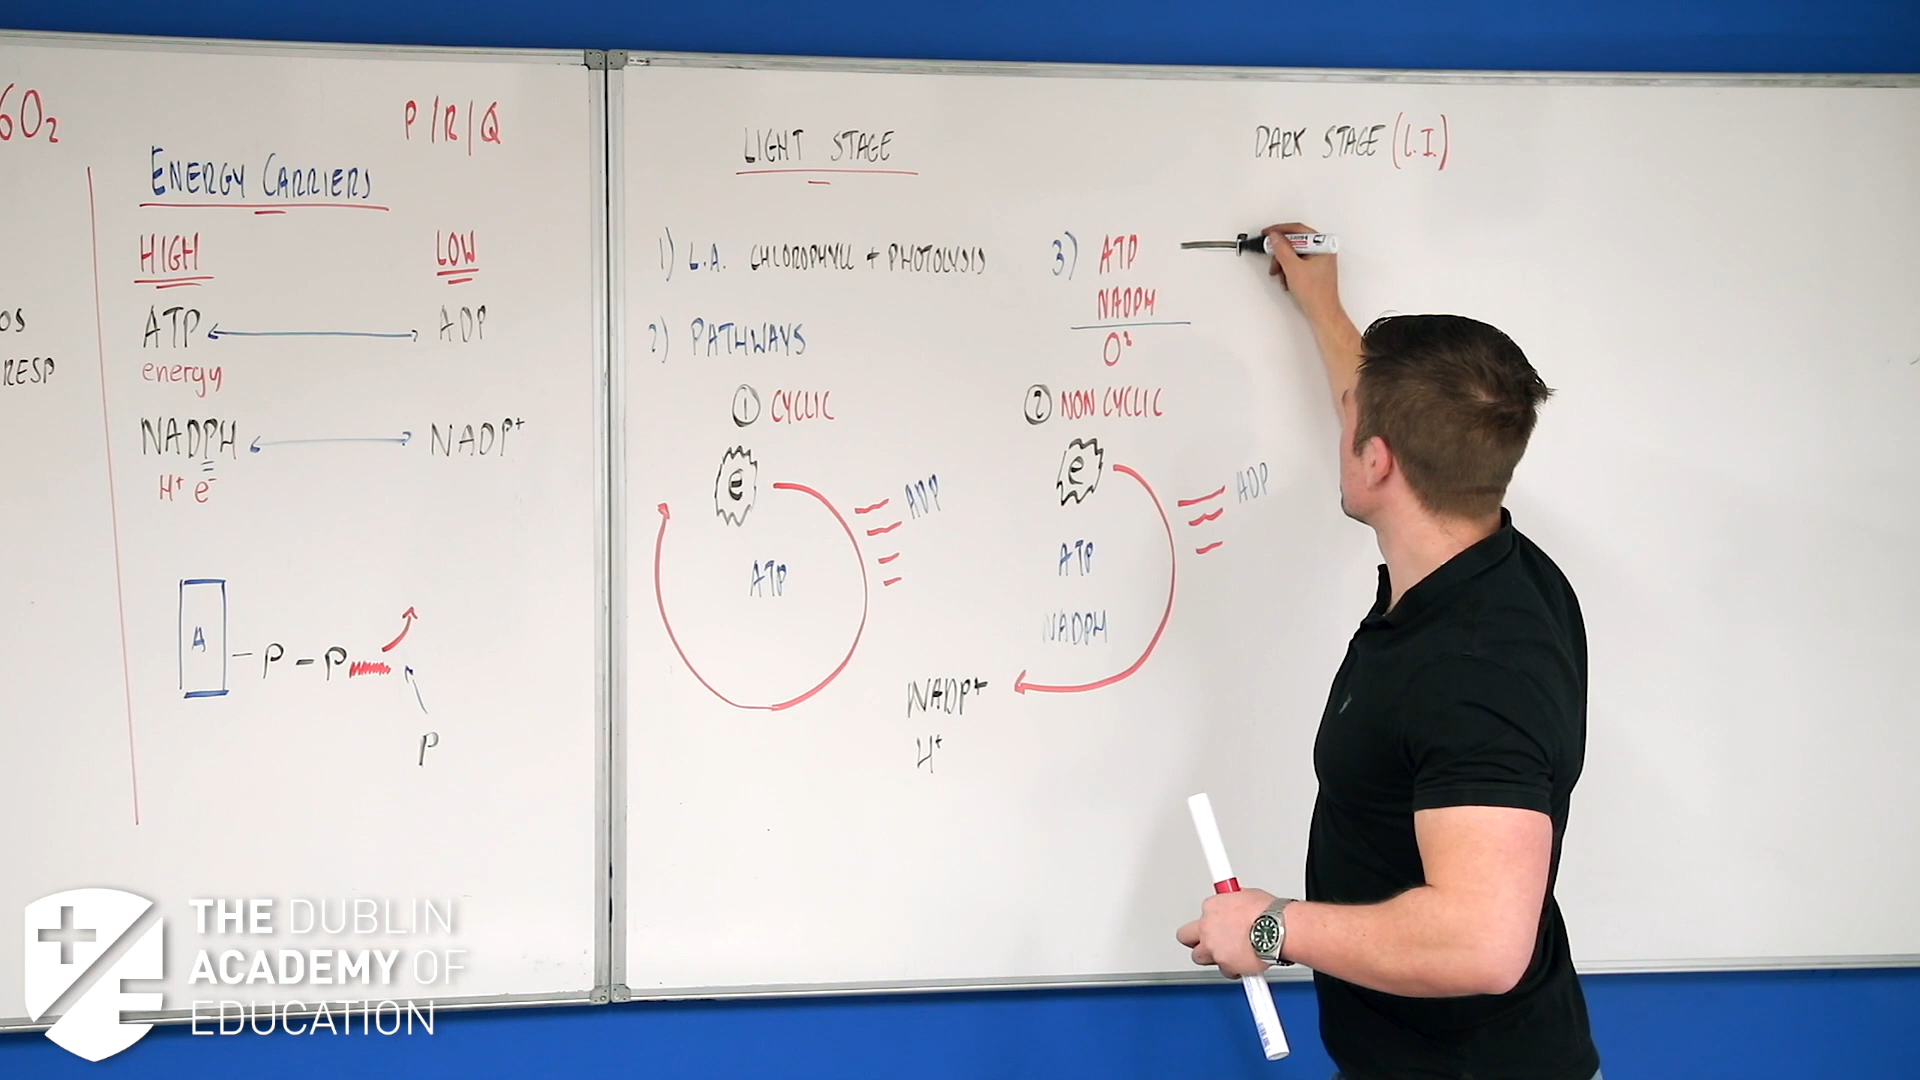 6O2
P/R/Q
ENERGY CARRIERS
HIGH
LOW
ATP
ADP
energy
RESP
NADPH
NADP+
H+ e-
A
-P-P
P
LIGHT STAGE
1) L.A. CHLOROPHYLL + PHOTOLYSIS
2) PATHWAYS
① CYCLIC
e
ADP
ATP
3) ATP
NADPH
O²
② NON CYCLIC
e
ADP
ATP
NADPH
NADP+
H+
DARK STAGE (L.I.)
THE DUBLIN
ACADEMY OF
EDUCATION